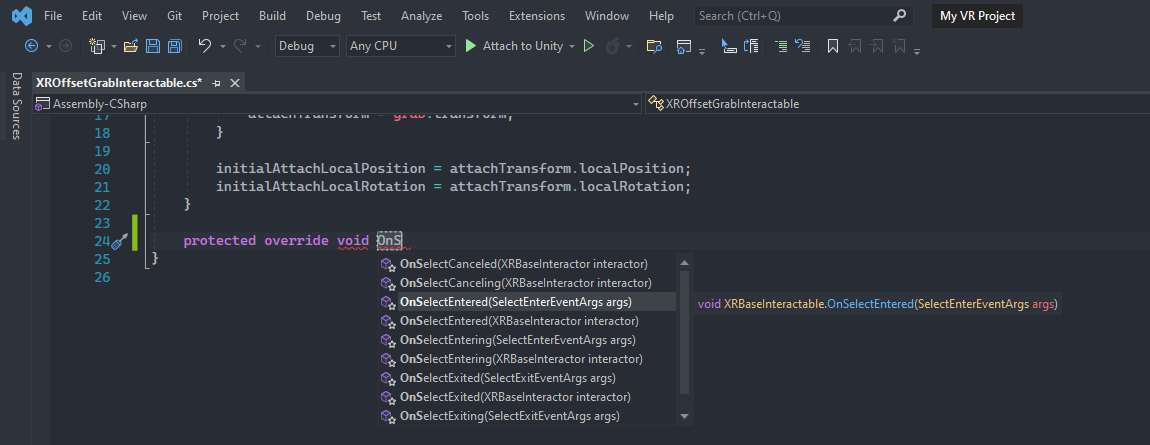 File Edit View Git Project Build Debug Test Analyze Tools Extensions Window Help Search (Ctrl+Q) My VR Project
Debug Any CPU Attach to Unity
Data Sources
XROffsetGrabInteractable.cs*
Assembly-CSharp XROffsetGrabInteractable
17 attachTransform = grab.transform;
18 }
19
20 initialAttachLocalPosition = attachTransform.localPosition;
21 initialAttachLocalRotation = attachTransform.localRotation;
22 }
23
24 protected override void OnS
25 }
26
OnSelectCanceled(XRBaseInteractor interactor)
OnSelectCanceling(XRBaseInteractor interactor)
OnSelectEntered(SelectEnterEventArgs args)
void XRBaseInteractable.OnSelectEntered(SelectEnterEventArgs args)
OnSelectEntered(XRBaseInteractor interactor)
OnSelectEntering(SelectEnterEventArgs args)
OnSelectEntering(XRBaseInteractor interactor)
OnSelectExited(SelectExitEventArgs args)
OnSelectExited(XRBaseInteractor interactor)
OnSelectExiting(SelectExitEventArgs args)